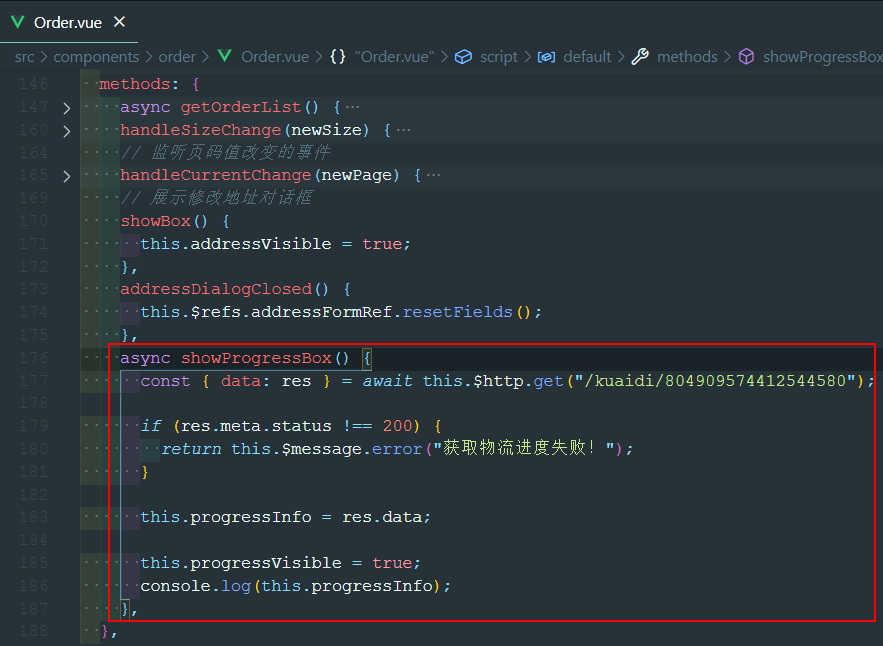 Order.vue ×
src > components > order > Order.vue > {} "Order.vue" > script > default > methods > showProgressBox
146 methods: {
147 async getOrderList() { ···
160 handleSizeChange(newSize) { ···
164 // 监听页码值改变的事件
165 handleCurrentChange(newPage) { ···
169 // 展示修改地址对话框
170 showBox() {
171 this.addressVisible = true;
172 },
173 addressDialogClosed() {
174 this.$refs.addressFormRef.resetFields();
175 },
176 async showProgressBox() {
177 const { data: res } = await this.$http.get("/kuaidi/804909574412544580");
178
179 if (res.meta.status !== 200) {
180 return this.$message.error("获取物流进度失败！");
181 }
182
183 this.progressInfo = res.data;
184
185 this.progressVisible = true;
186 console.log(this.progressInfo);
187 },
188 },